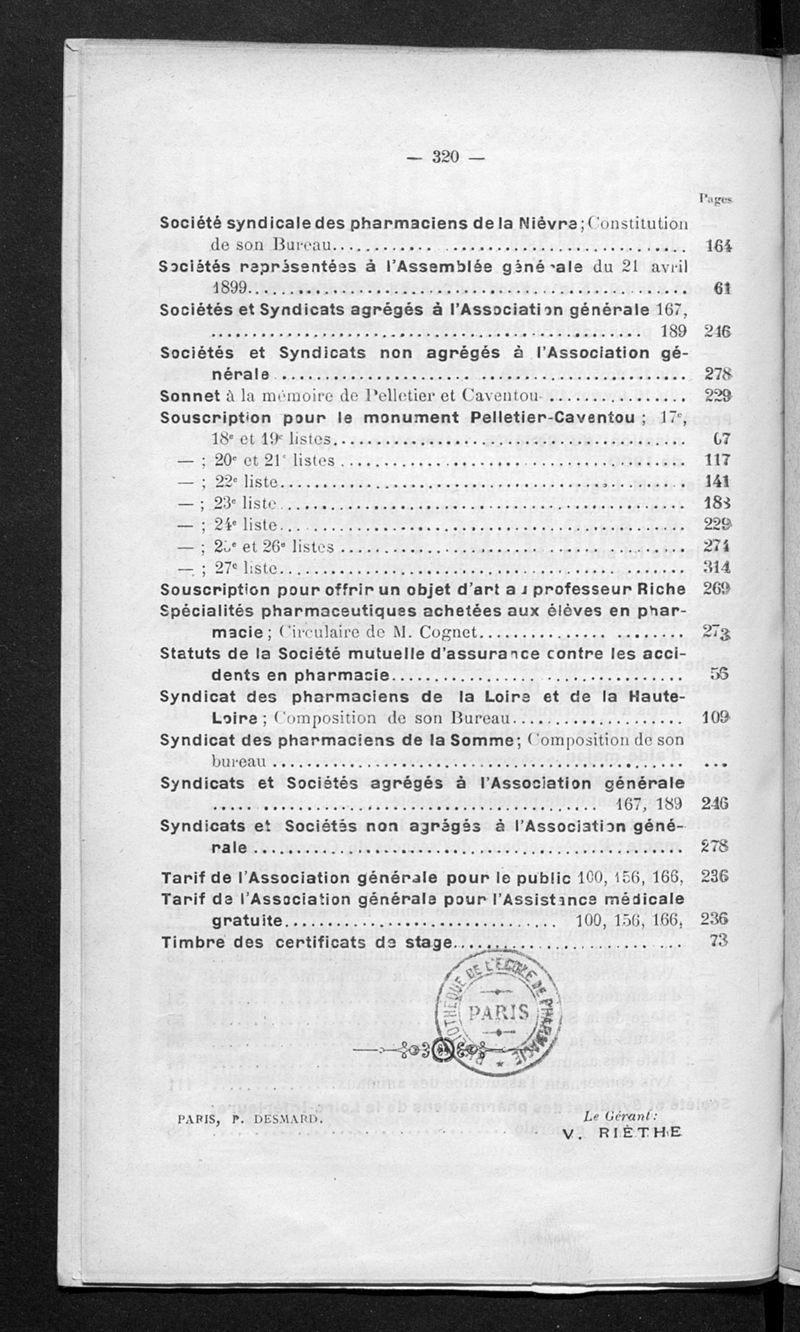 — 320 —
Pages
Société syndicale des pharmaciens de la Nièvre; Constitution
de son Bureau.......... 164
Sociétés représentées à l'Assemblée générale du 21 avril
1899.......... 61
Sociétés et Syndicats agrégés à l'Association générale 167,
.......... 189 246
Sociétés et Syndicats non agrégés à l'Association gé-
nérale.......... 278
Sonnet à la mémoire de Pelletier et Caventou.......... 229
Souscription pour le monument Pelletier-Caventou ; 17e,
18e et 19e listes.......... 67
— ; 20e et 21e listes.......... 117
— ; 22e liste.......... 141
— ; 23e liste.......... 183
— ; 24e liste.......... 229
— ; 25e et 26e listes.......... 274
— ; 27e liste.......... 314
Souscription pour offrir un objet d'art au professeur Riche 269
Spécialités pharmaceutiques achetées aux élèves en phar-
macie ; Circulaire de M. Cognet.......... 273
Statuts de la Société mutuelle d'assurance contre les acci-
dents en pharmacie.......... 56
Syndicat des pharmaciens de la Loire et de la Haute-
Loire ; Composition de son Bureau.......... 109
Syndicat des pharmaciens de la Somme; Composition de son
bureau.......... ...
Syndicats et Sociétés agrégés à l'Association générale
.......... 167, 189 246
Syndicats et Sociétés non agrégés à l'Association géné-
rale.......... 278
Tarif de l'Association générale pour le public 100, 156, 166, 236
Tarif de l'Association générale pour l'Assistance médicale
gratuite.......... 100, 156, 166, 236
Timbre des certificats de stage.......... 73
BIBLIOTHÈQUE DE L'ÉCOLE DE PHARMACIE
PARIS
PARIS, P. DESMARD.
Le Gérant:
V. RIÈTHE